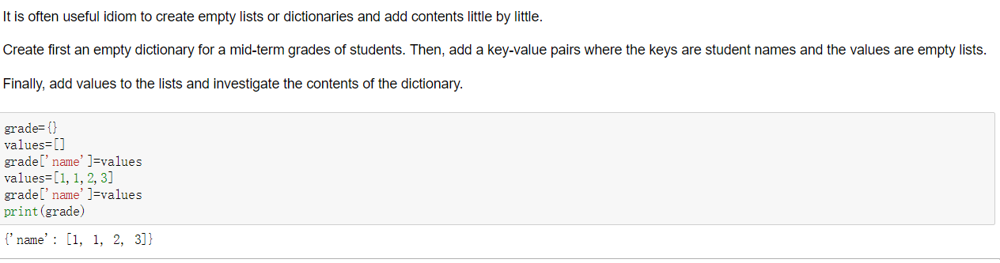 It is often useful idiom to create empty lists or dictionaries and add contents little by little.
Create first an empty dictionary for a mid-term grades of students. Then, add a key-value pairs where the keys are student names and the values are empty lists.
Finally, add values to the lists and investigate the contents of the dictionary.
grade={}
values=[]
grade['name']=values
values=[1,1,2,3]
grade['name']=values
print(grade)
{'name': [1, 1, 2, 3]}